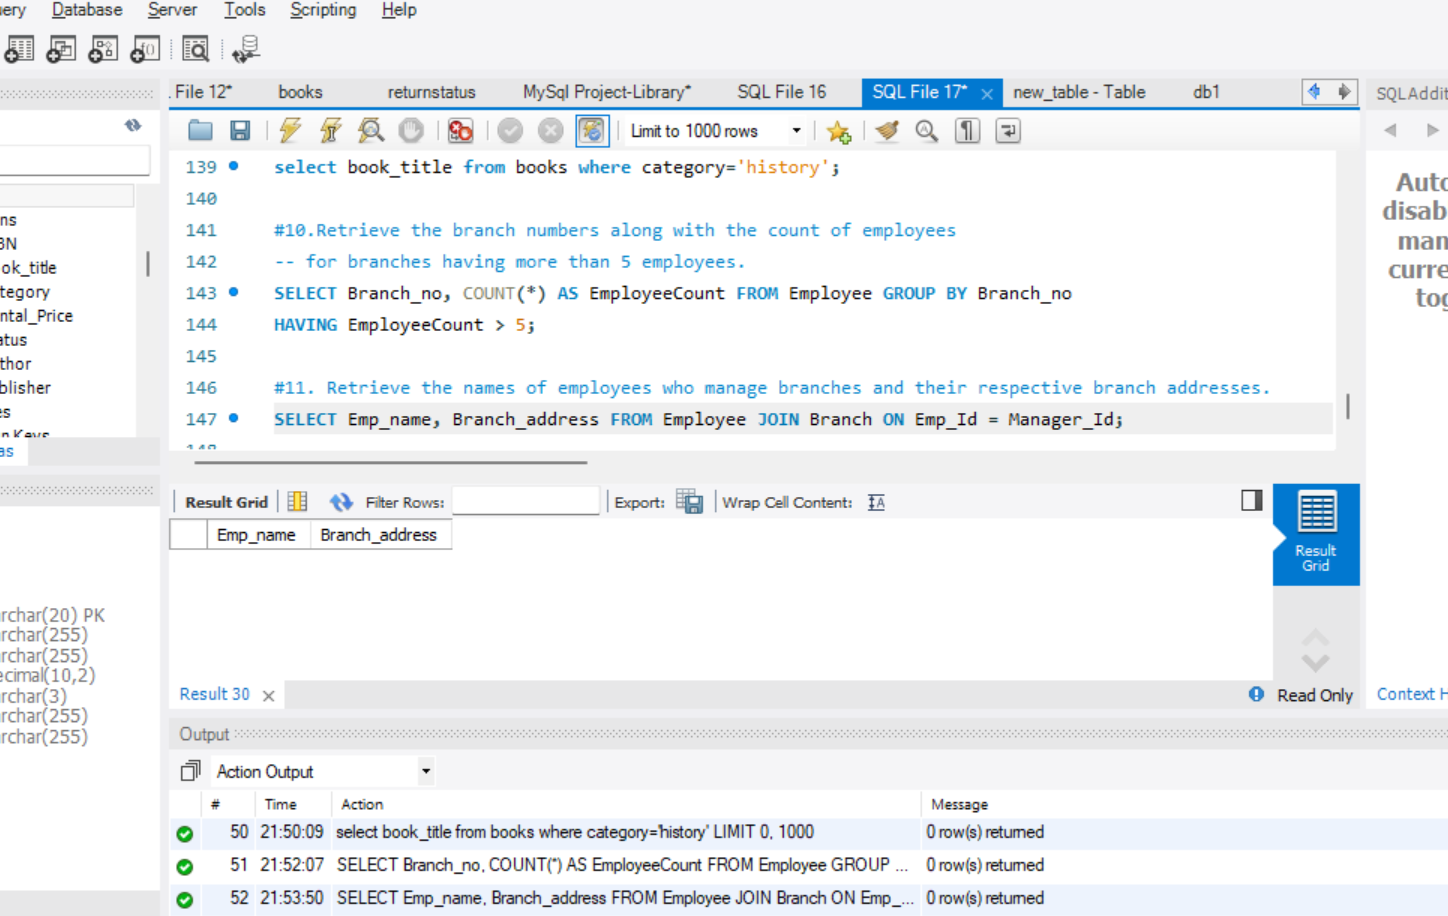 Database Server Tools Scripting Help
File 12* books returnstatus MySql Project-Library* SQL File 16 SQL File 17* new_table - Table db1
Limit to 1000 rows
139 select book_title from books where category='history';
140
141 #10.Retrieve the branch numbers along with the count of employees
142 -- for branches having more than 5 employees.
143 SELECT Branch_no, COUNT(*) AS EmployeeCount FROM Employee GROUP BY Branch_no
144 HAVING EmployeeCount > 5;
145
146 #11. Retrieve the names of employees who manage branches and their respective branch addresses.
147 SELECT Emp_name, Branch_address FROM Employee JOIN Branch ON Emp_Id = Manager_Id;
148
Result Grid Filter Rows: Export: Wrap Cell Content: IA
Emp_name Branch_address
Result
Grid
Result 30 Read Only
Output
Action Output
# Time Action Message
50 21:50:09 select book_title from books where category='history' LIMIT 0, 1000 0 row(s) returned
51 21:52:07 SELECT Branch_no, COUNT(*) AS EmployeeCount FROM Employee GROUP ... 0 row(s) returned
52 21:53:50 SELECT Emp_name, Branch_address FROM Employee JOIN Branch ON Emp_... 0 row(s) returned
ns
BN
ok_title
tegory
ntal_Price
atus
thor
blisher
es
n Keys
as
rchar(20) PK
rchar(255)
rchar(255)
ecimal(10,2)
rchar(3)
rchar(255)
rchar(255)
SQLAddit
Auto
disab
man
curre
tog
Context H